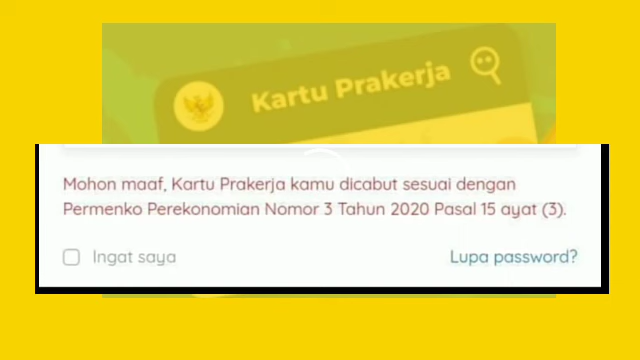 Kartu Prakerja
Mohon maaf, Kartu Prakerja kamu dicabut sesuai dengan
Permenko Perekonomian Nomor 3 Tahun 2020 Pasal 15 ayat (3).
Ingat saya
Lupa password?